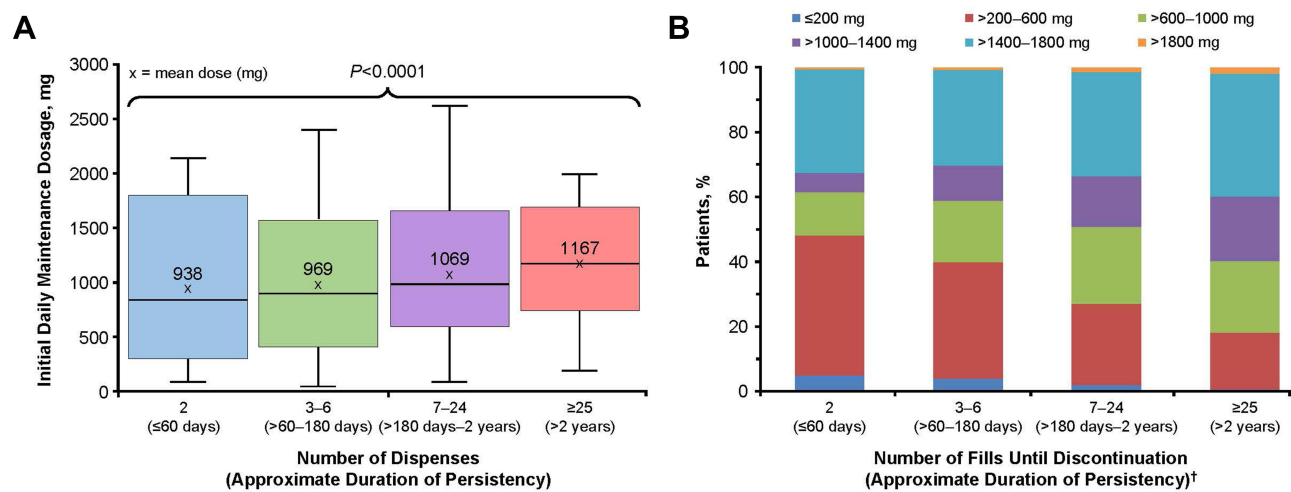 A
x = mean dose (mg)
P<0.0001
Initial Daily Maintenance Dosage, mg
3000
2500
2000
1500
1000
500
0
938
x
969
x
1069
x
1167
x
2
(≤60 days)
3–6
(>60–180 days)
7–24
(>180 days–2 years)
≥25
(>2 years)
Number of Dispenses
(Approximate Duration of Persistency)
B
≤200 mg
>200–600 mg
>600–1000 mg
>1000–1400 mg
>1400–1800 mg
>1800 mg
Patients, %
100
80
60
40
20
0
2
(≤60 days)
3–6
(>60–180 days)
7–24
(>180 days–2 years)
≥25
(>2 years)
Number of Fills Until Discontinuation
(Approximate Duration of Persistency)†